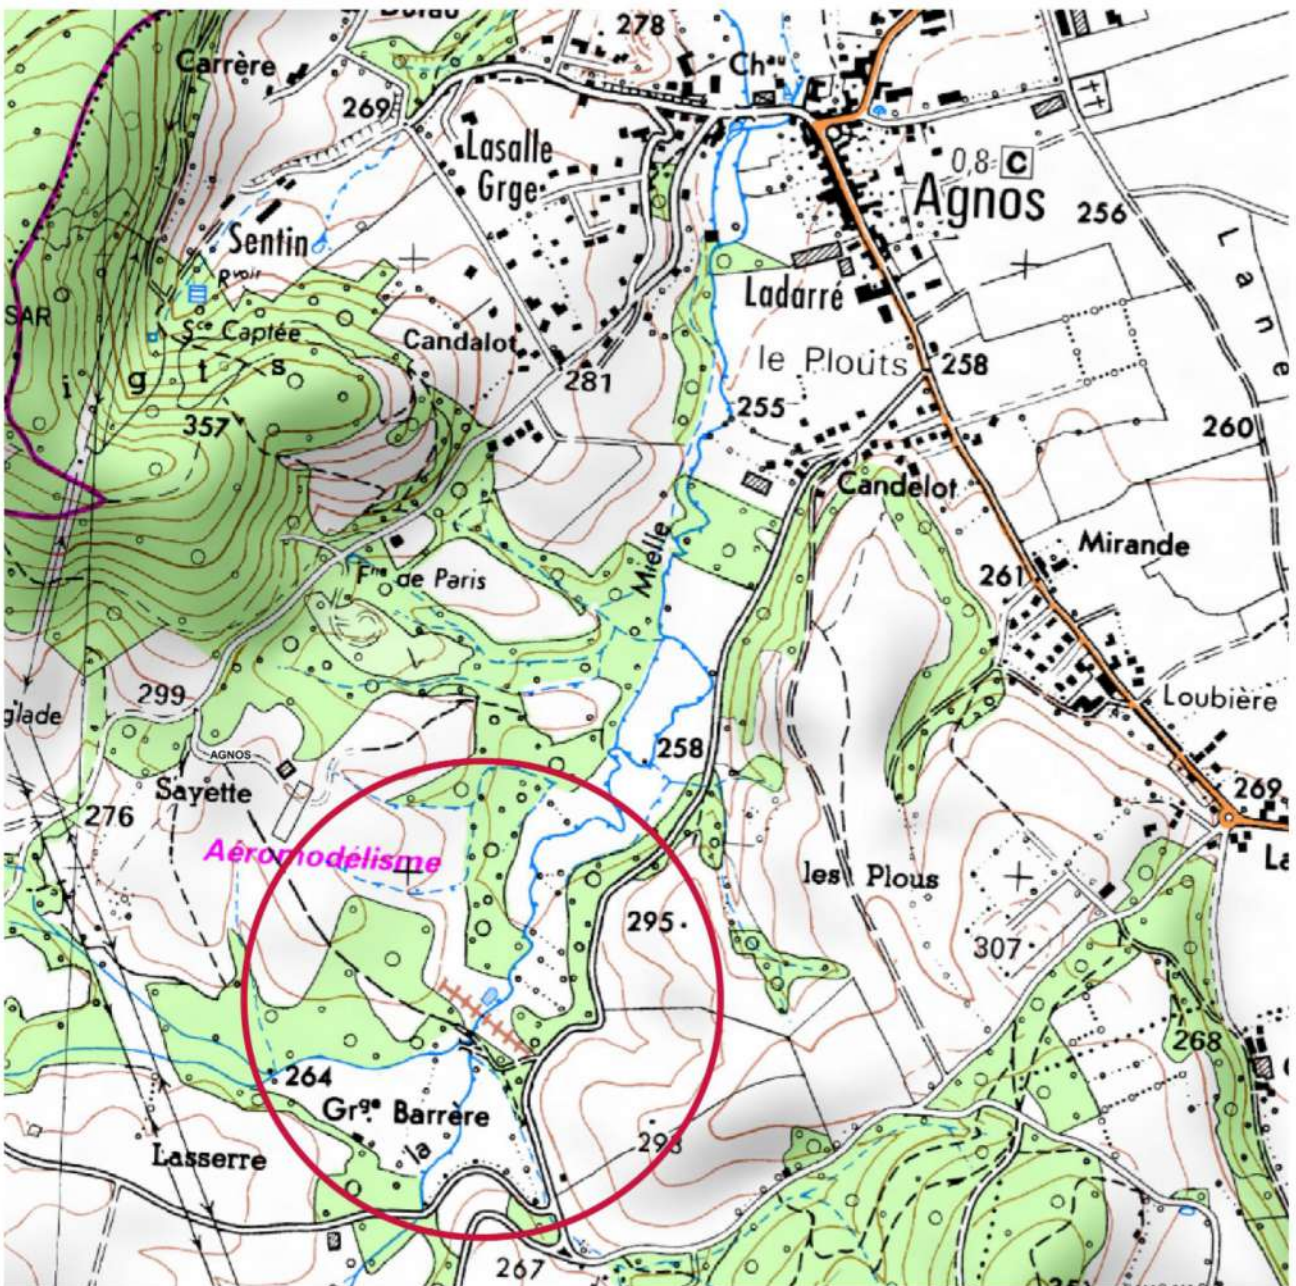 278
Carrère
Chau
269
Lasalle
Grge
0,8 C
Agnos
256
Sentin
Rvoir
Ladarré
L a n e
SAR
Sce Captée
Candalot
le Plouts
258
i g t s
281
255
357
260
Candelot
Mielle
Mirande
Fne de Paris
261
299
glade
Loubière
AGNOS
258
Sayette
269
276
Aéromodélisme
les Plous
La
295
307
268
264
Grge Barrère
la
298
Lasserre
267